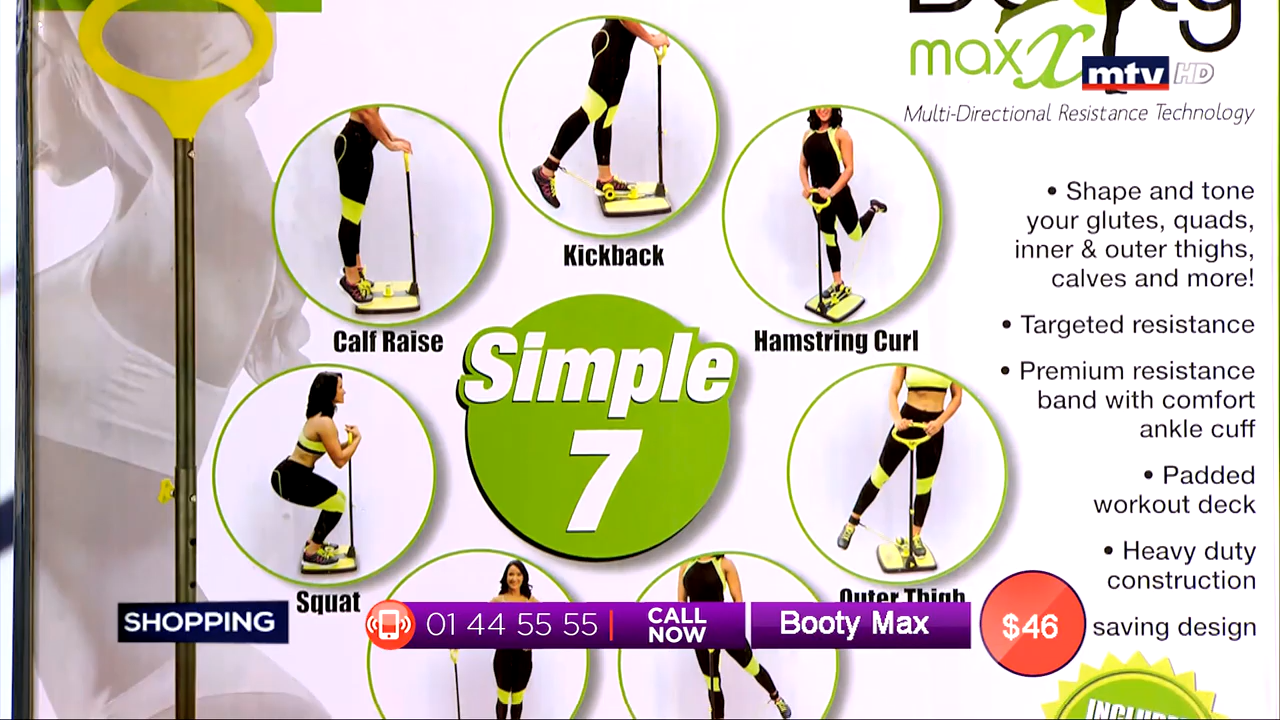 Booty
maxx
mtv HD
Multi-Directional Resistance Technology
Kickback
Calf Raise
Hamstring Curl
Simple
7
Squat
Outer Thigh
• Shape and tone
your glutes, quads,
inner & outer thighs,
calves and more!
• Targeted resistance
• Premium resistance
band with comfort
ankle cuff
• Padded
workout deck
• Heavy duty
construction
saving design
SHOPPING
01 44 55 55
CALL
NOW
Booty Max
$46